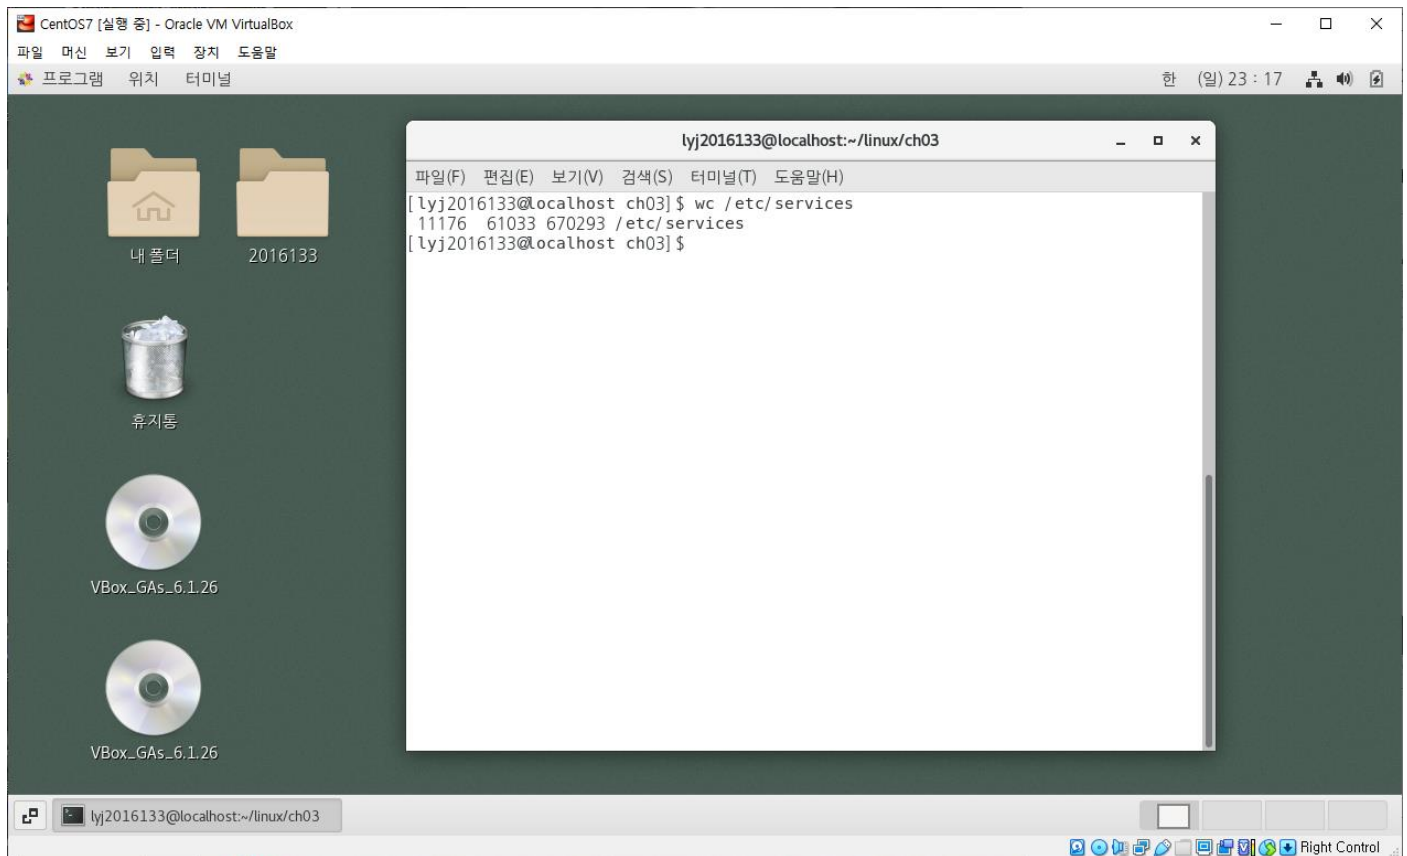 CentOS7 [실행 중] - Oracle VM VirtualBox
파일 머신 보기 입력 장치 도움말
프로그램 위치 터미널 한 (일) 23 : 17
lyj2016133@localhost:~/linux/ch03
파일(F) 편집(E) 보기(V) 검색(S) 터미널(T) 도움말(H)
[lyj2016133@localhost ch03]$ wc /etc/services
11176 61033 670293 /etc/services
[lyj2016133@localhost ch03]$
내 폴더 2016133
휴지통
VBox_GAs_6.1.26
VBox_GAs_6.1.26
lyj2016133@localhost:~/linux/ch03
Right Control